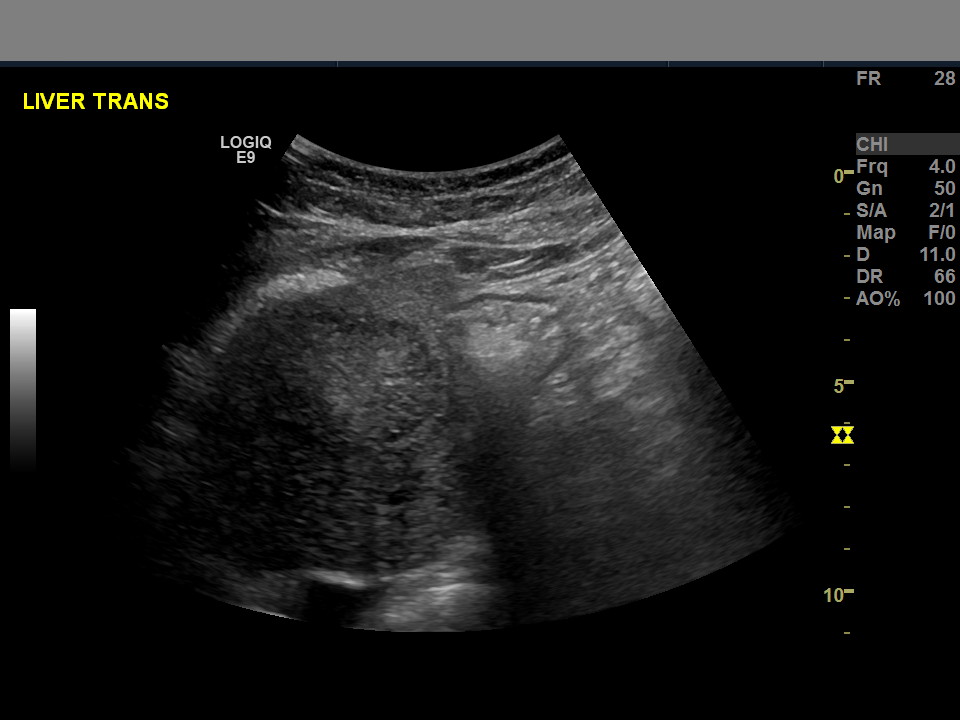 FR 28
LIVER TRANS
LOGIQ
E9
CHI
Frq 4.0
Gn 50
S/A 2/1
Map F/0
D 11.0
DR 66
AO% 100
0
5
10